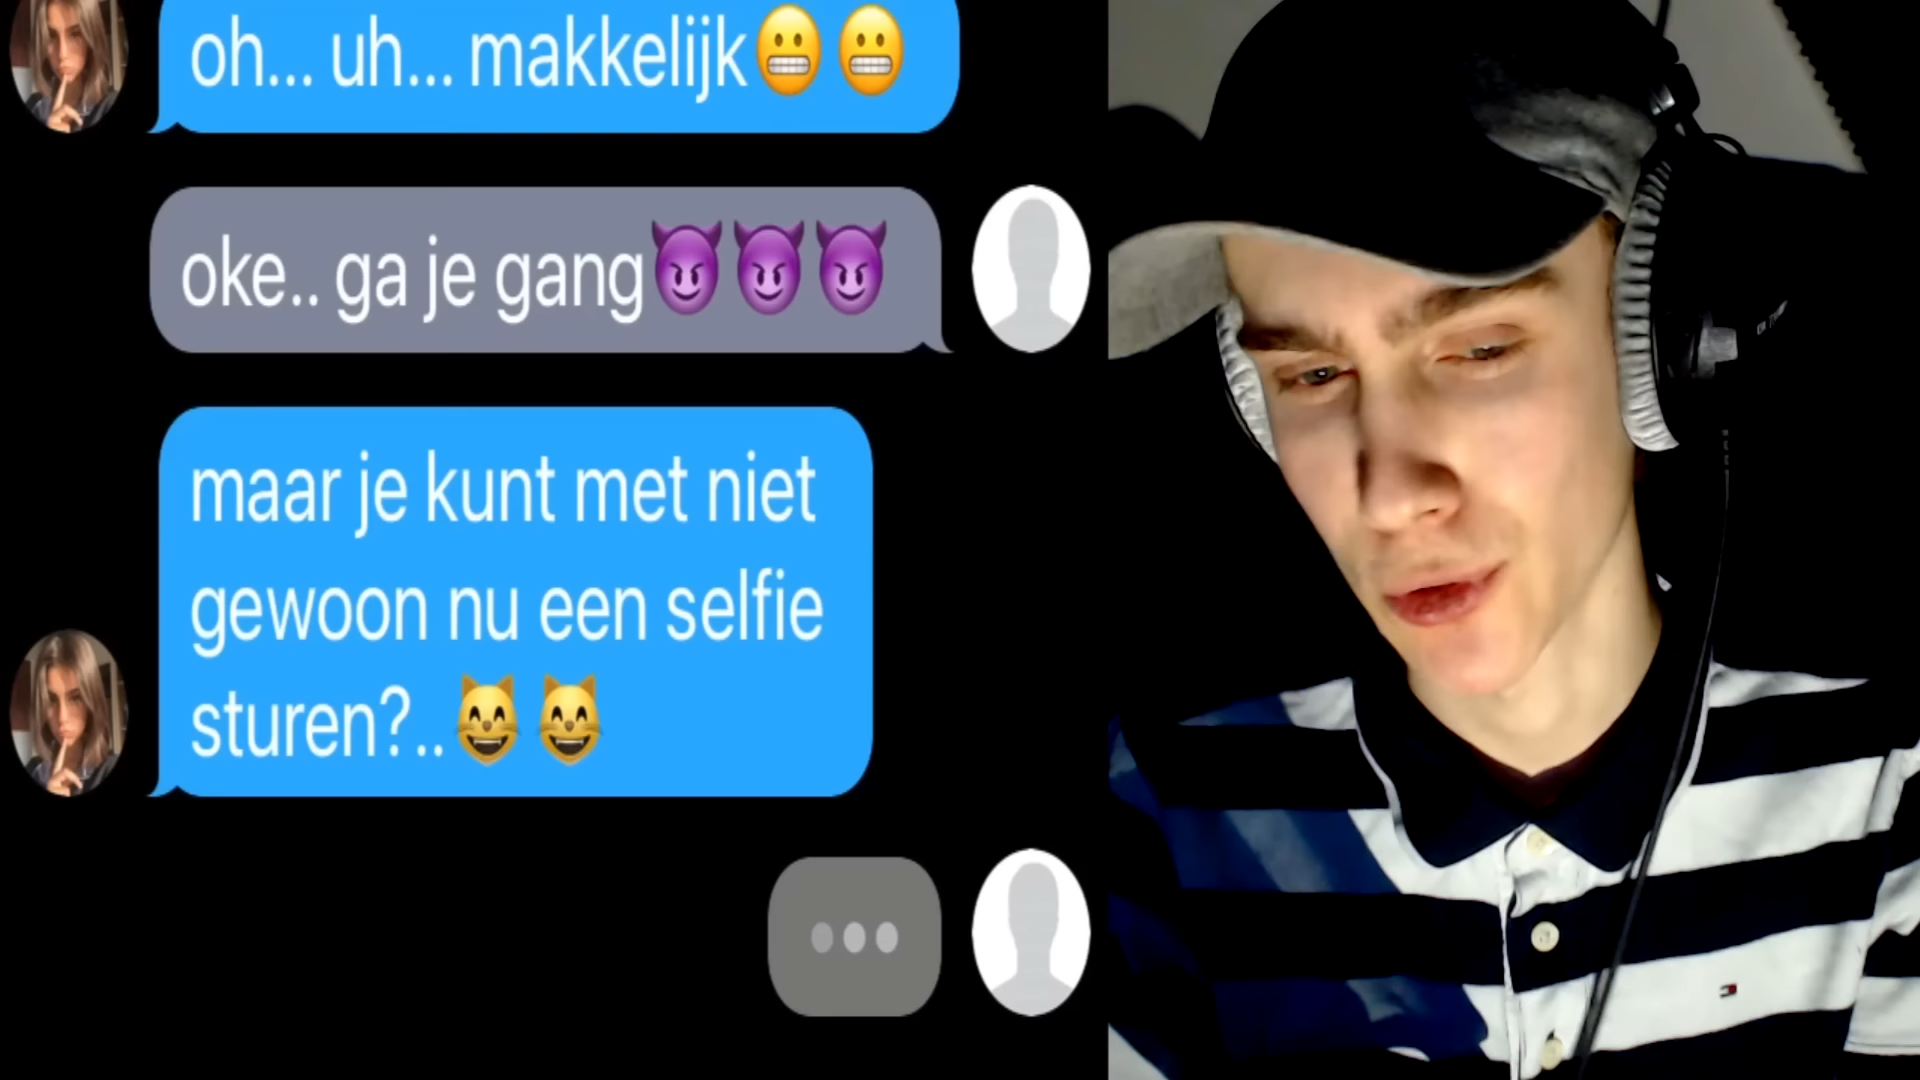 oh... uh... makkelijk😬😬
oke.. ga je gang😈😈😈
maar je kunt met niet
gewoon nu een selfie
sturen?..😸😸